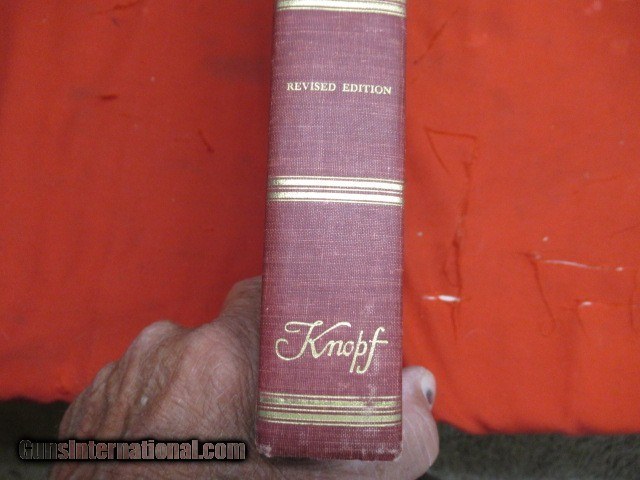 REVISED EDITION
Knopf
GunsInternational.com